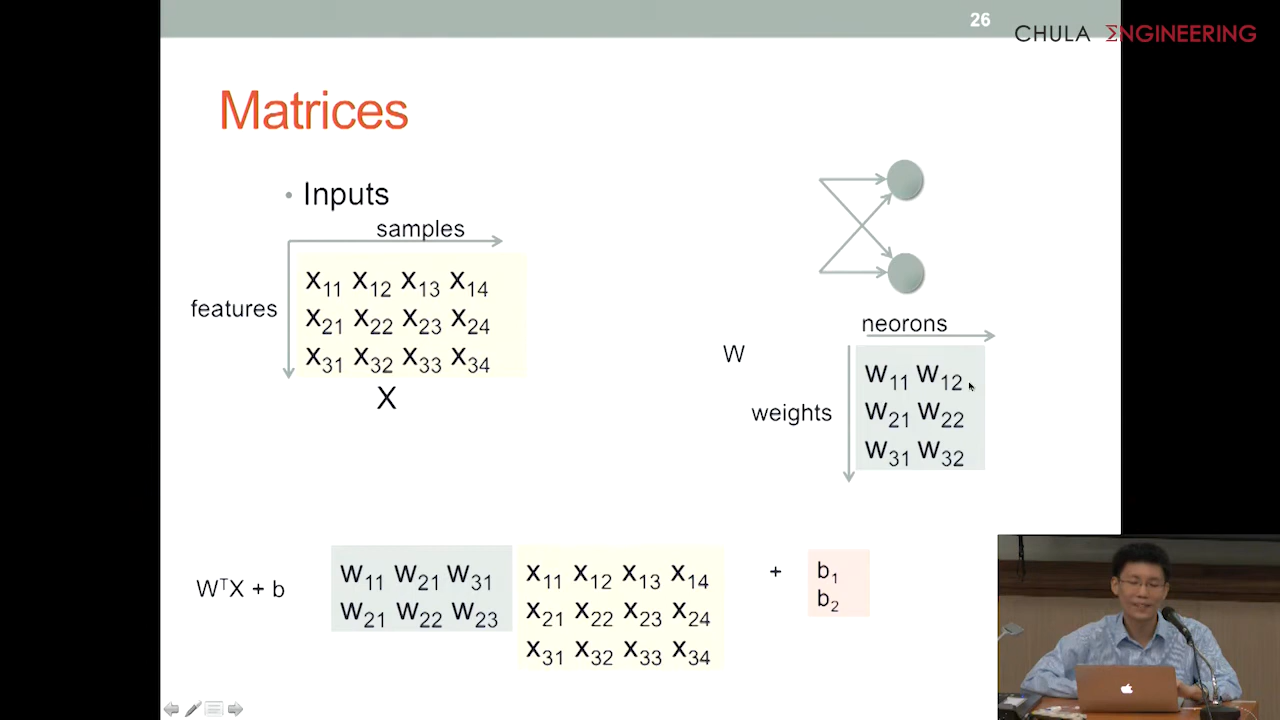 26
CHULA ΣNGINEERING
Matrices
• Inputs
samples
features
x11 x12 x13 x14
x21 x22 x23 x24
x31 x32 x33 x34
X
neorons
W
weights
w11 w12
w21 w22
w31 w32
WTX + b
w11 w21 w31
w21 w22 w23
x11 x12 x13 x14
x21 x22 x23 x24
x31 x32 x33 x34
+
b1
b2